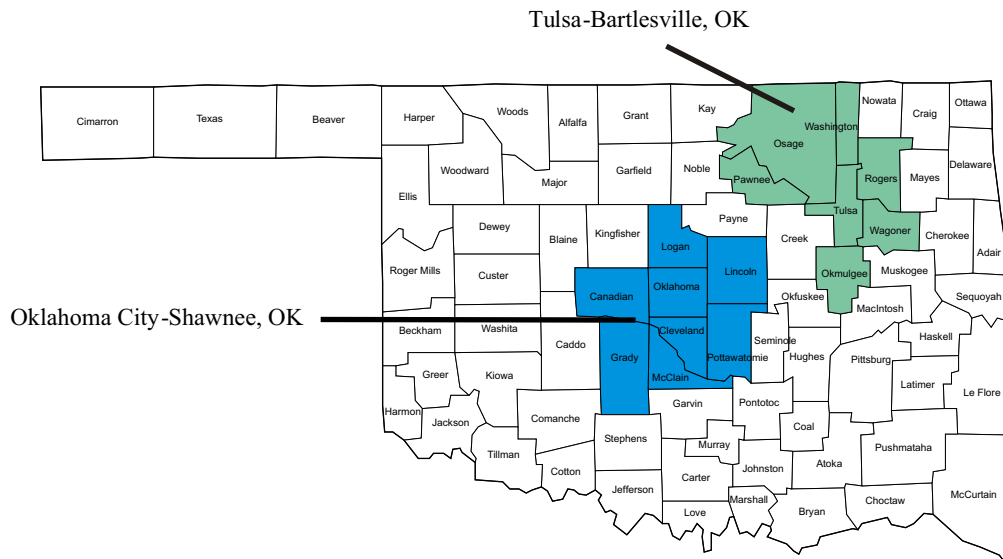 Tulsa-Bartlesville, OK
Cimarron
Texas
Beaver
Harper
Woods
Alfalfa
Grant
Kay
Nowata
Craig
Ottawa
Washington
Osage
Woodward
Major
Garfield
Noble
Pawnee
Rogers
Mayes
Delaware
Ellis
Dewey
Blaine
Kingfisher
Logan
Payne
Creek
Tulsa
Wagoner
Cherokee
Adair
Roger Mills
Custer
Canadian
Oklahoma
Lincoln
Okmulgee
Muskogee
Okfuskee
Sequoyah
MacIntosh
Oklahoma City-Shawnee, OK
Beckham
Washita
Caddo
Grady
Cleveland
McClain
Pottawatomie
Seminole
Hughes
Pittsburg
Haskell
Latimer
Le Flore
Greer
Kiowa
Harmon
Jackson
Comanche
Garvin
Pontotoc
Coal
Stephens
Murray
Tillman
Cotton
Jefferson
Carter
Johnston
Atoka
Pushmataha
Love
Marshall
Bryan
Choctaw
McCurtain